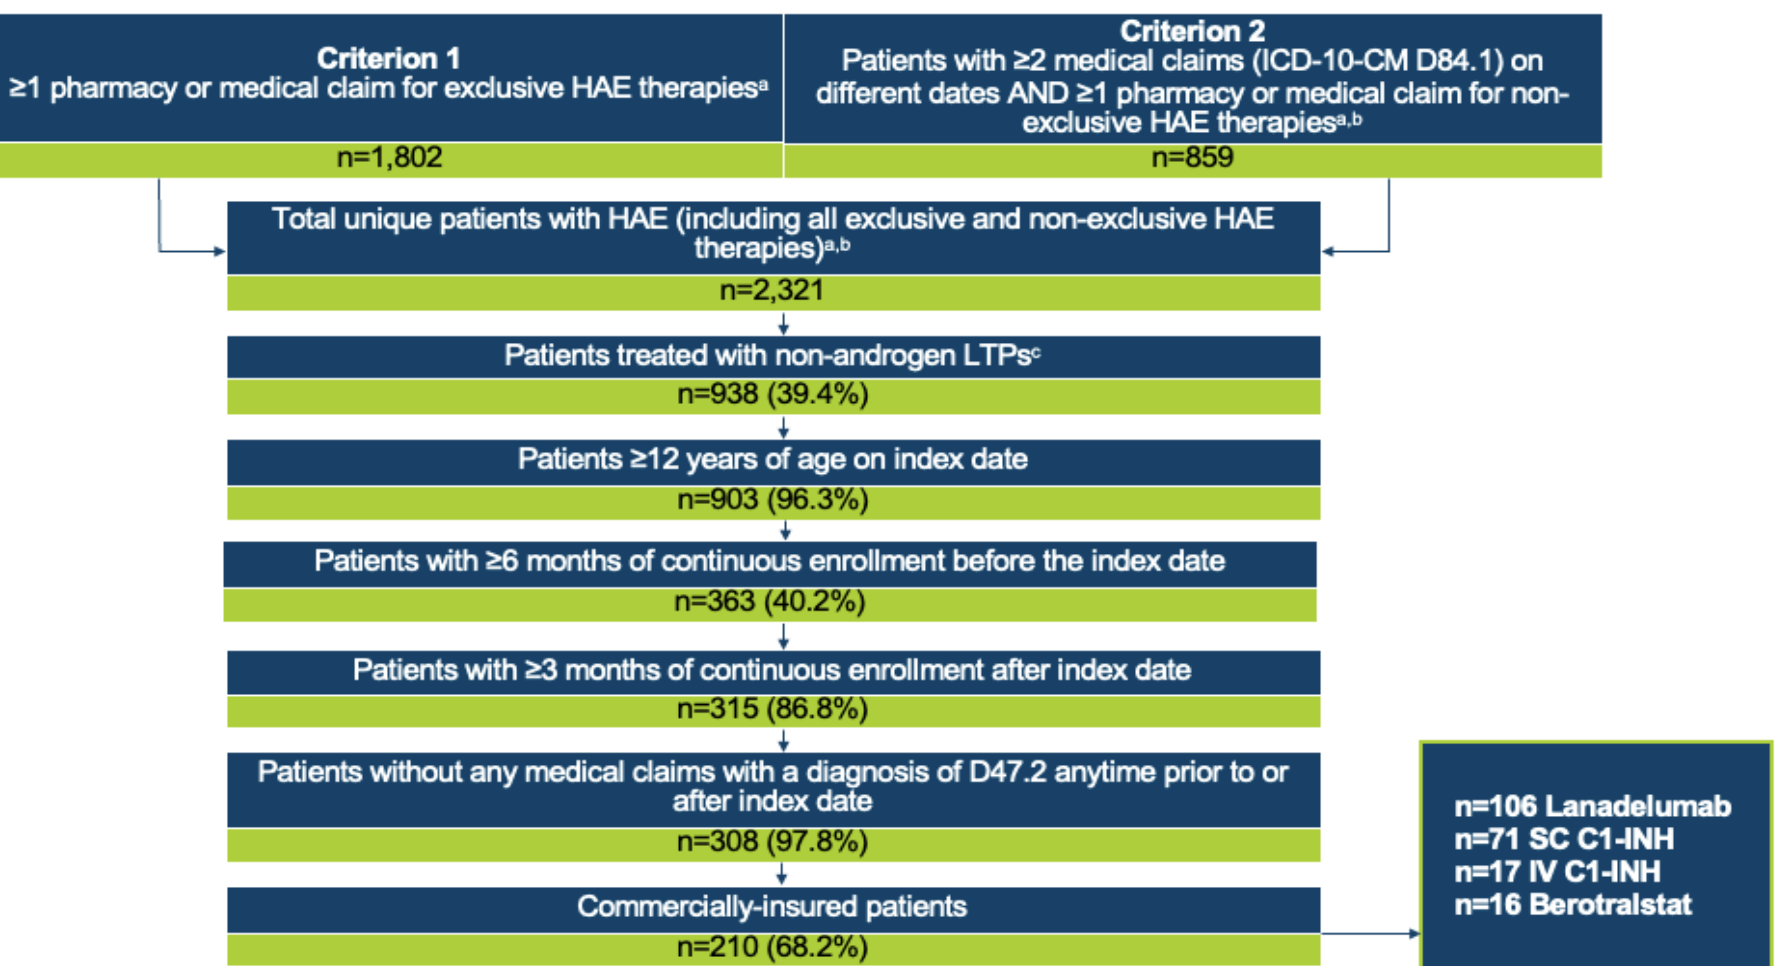 Criterion 1
≥1 pharmacy or medical claim for exclusive HAE therapiesᵃ
n=1,802
Criterion 2
Patients with ≥2 medical claims (ICD-10-CM D84.1) on
different dates AND ≥1 pharmacy or medical claim for non-
exclusive HAE therapiesᵃ,ᵇ
n=859
Total unique patients with HAE (including all exclusive and non-exclusive HAE
therapies)ᵃ,ᵇ
n=2,321
Patients treated with non-androgen LTPsᶜ
n=938 (39.4%)
Patients ≥12 years of age on index date
n=903 (96.3%)
Patients with ≥6 months of continuous enrollment before the index date
n=363 (40.2%)
Patients with ≥3 months of continuous enrollment after index date
n=315 (86.8%)
Patients without any medical claims with a diagnosis of D47.2 anytime prior to or
after index date
n=308 (97.8%)
Commercially-insured patients
n=210 (68.2%)
n=106 Lanadelumab
n=71 SC C1-INH
n=17 IV C1-INH
n=16 Berotralstat